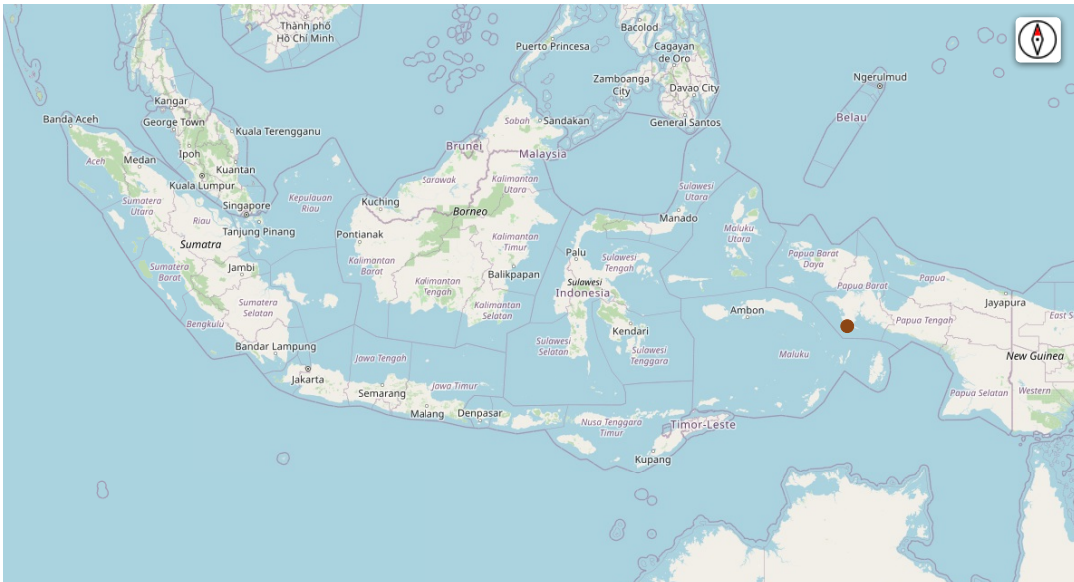 Thành phố
Hồ Chí Minh
Bacolod
Puerto Princesa
Cagayan
de Oro
Zamboanga
City
Davao City
Ngerulmud
Kangar
Banda Aceh
George Town
Kuala Terengganu
General Santos
Belau
Sabah
Sandakan
Brunei
Malaysia
Ipoh
Aceh
Medan
Kuantan
Kuala Lumpur
Sarawak
Kalimantan
Utara
Sulawesi
Utara
Sumatera
Utara
Kepulauan
Riau
Kuching
Singapore
Riau
Borneo
Manado
Tanjung Pinang
Pontianak
Maluku
Utara
Sumatra
Kalimantan
Timur
Palu
Papua Barat
Daya
Sumatera
Barat
Jambi
Kalimantan
Barat
Balikpapan
Sulawesi
Tengah
Sulawesi
Indonesia
Papua
Papua Barat
Kalimantan
Tengah
Sumatera
Selatan
Kalimantan
Selatan
Jayapura
Ambon
Papua Tengah
East S
Bengkulu
Kendari
Bandar Lampung
Sulawesi
Selatan
Sulawesi
Tenggara
Maluku
New Guinea
Jawa Tengah
Jakarta
Semarang
Jawa Timur
Papua Selatan
Western
Malang
Denpasar
Nusa Tenggara
Timur
Timor-Leste
Kupang